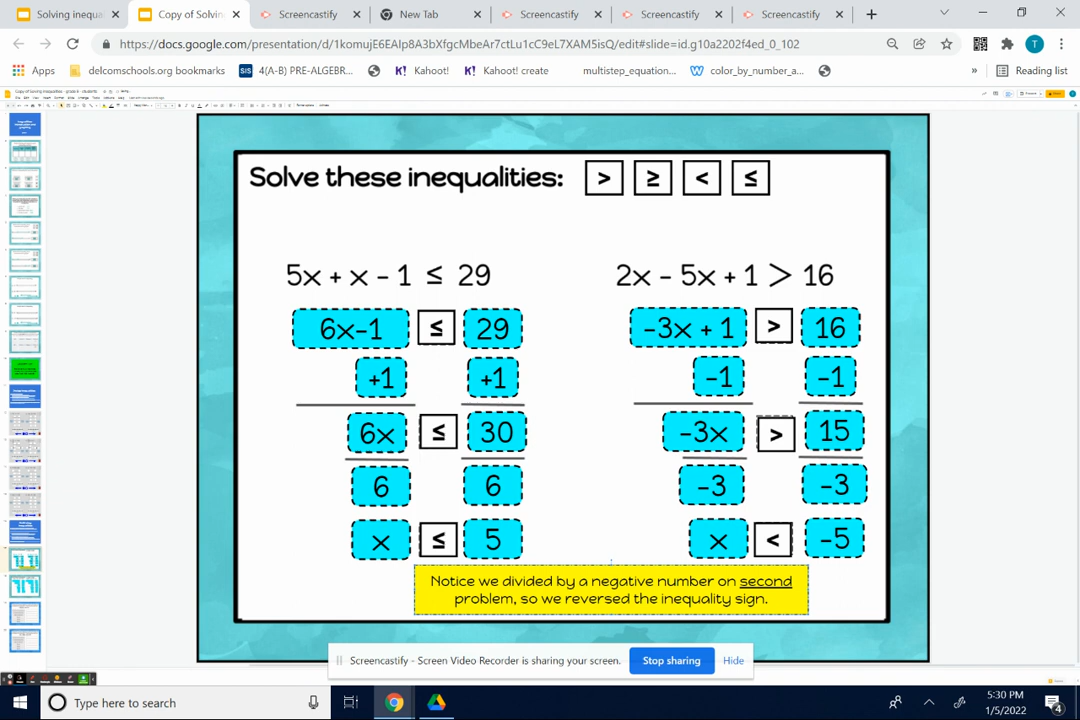 Solving inequa
Copy of Solvin
Screencastify
New Tab
Screencastify
Screencastify
Screencastify
https://docs.google.com/presentation/d/1komujE6EAIp8A3bXfgcMbeAr7ctLu1cC9eL7XAM5isQ/edit#slide=id.g10a2202f4ed_0_102
T
Apps
delcomschools.org bookmarks
SIS
4(A-B) PRE-ALGEBR...
K! Kahoot!
K! Kahoot! create
multistep_equation...
color_by_number_a...
»
Reading list
Solve these inequalities: > ≥ < ≤
5x + x - 1 ≤ 29
6x-1 ≤ 29
+1 +1
6x ≤ 30
6 6
x ≤ 5
2x - 5x + 1 > 16
-3x + 1 > 16
-1 -1
-3x > 15
-3 -3
x < -5
Notice we divided by a negative number on second
problem, so we reversed the inequality sign.
Screencastify - Screen Video Recorder is sharing your screen.
Stop sharing
Hide
Type here to search
5:30 PM
1/5/2022
4